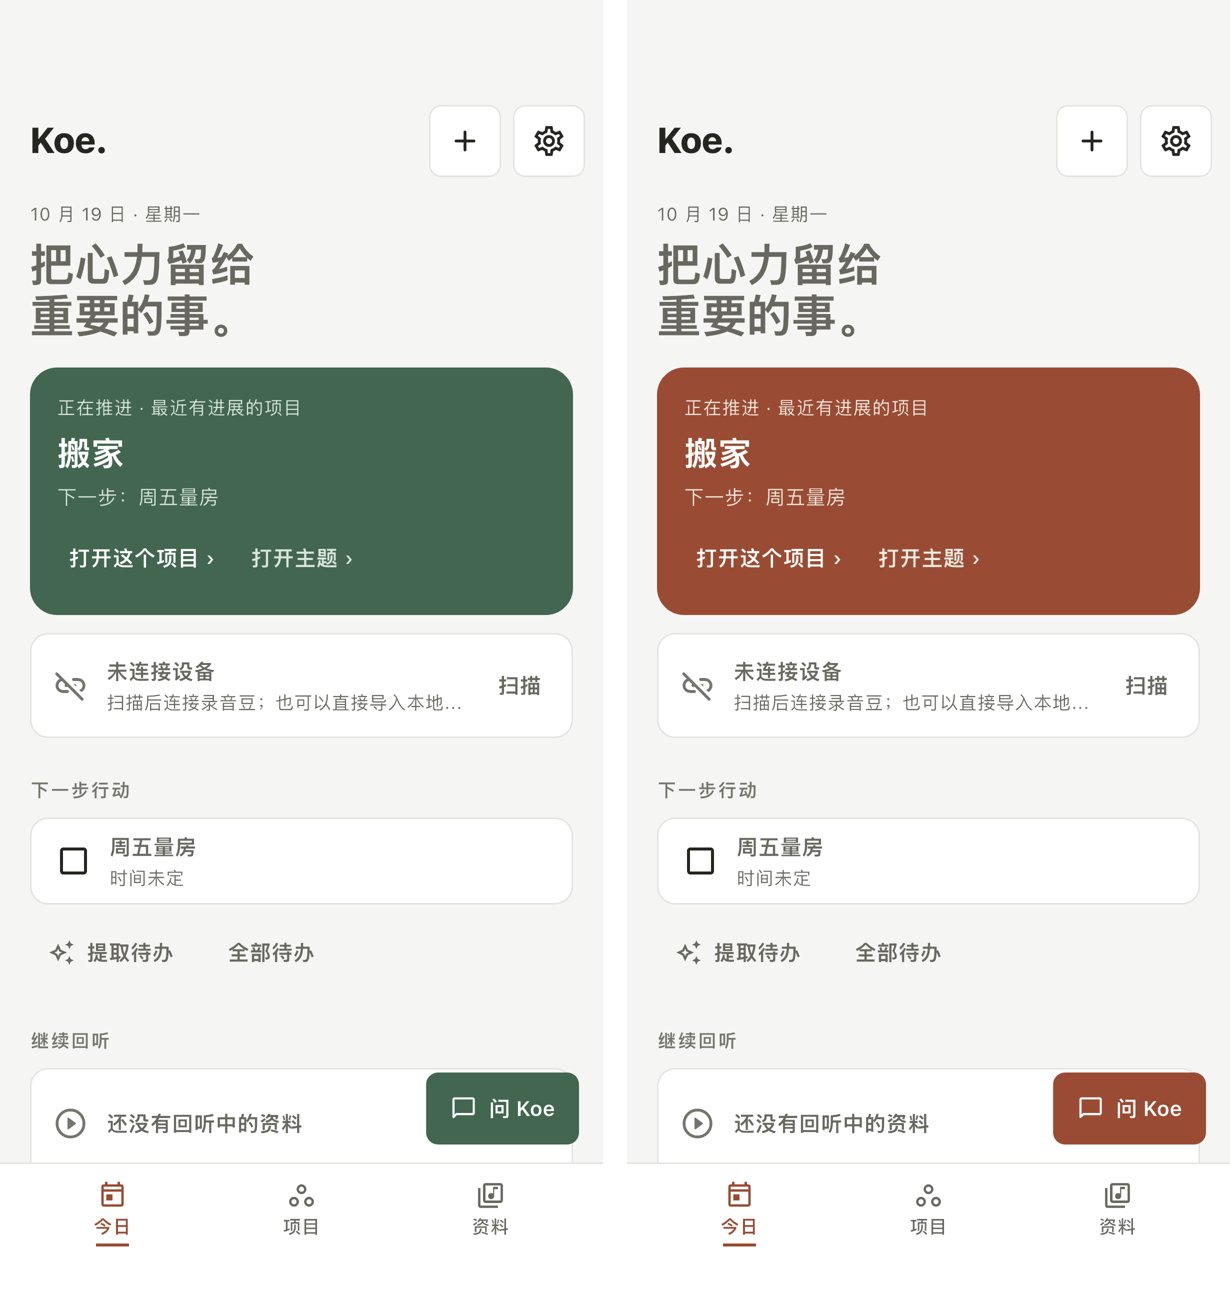 Koe.
10 月 19 日 · 星期一
把心力留给
重要的事。
正在推进 · 最近有进展的项目
搬家
下一步：周五量房
打开这个项目 ›
打开主题 ›
未连接设备
扫描后连接录音豆；也可以直接导入本地...
扫描
下一步行动
周五量房
时间未定
提取待办
全部待办
继续回听
还没有回听中的资料
问 Koe
今日
项目
资料
Koe.
10 月 19 日 · 星期一
把心力留给
重要的事。
正在推进 · 最近有进展的项目
搬家
下一步：周五量房
打开这个项目 ›
打开主题 ›
未连接设备
扫描后连接录音豆；也可以直接导入本地...
扫描
下一步行动
周五量房
时间未定
提取待办
全部待办
继续回听
还没有回听中的资料
问 Koe
今日
项目
资料